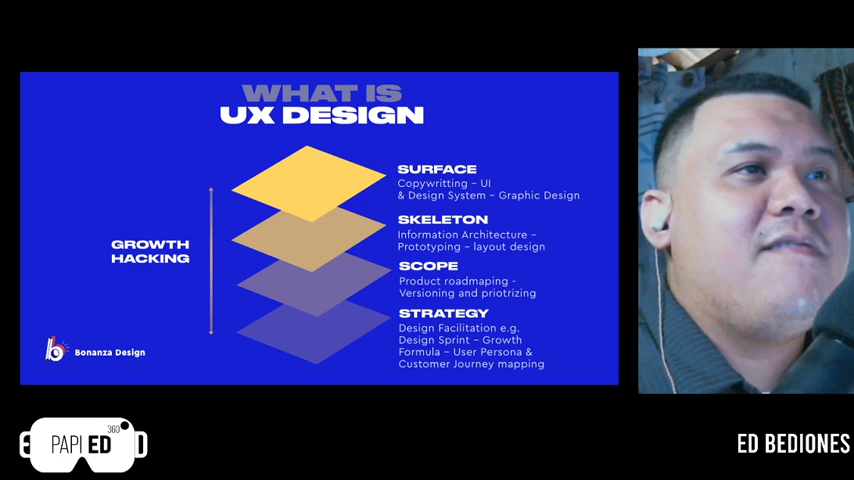 WHAT IS
UX DESIGN
SURFACE
Copywritting - UI
& Design System - Graphic Design
SKELETON
Information Architecture -
Prototyping - layout design
GROWTH
HACKING
SCOPE
Product roadmaping -
Versioning and priotrizing
STRATEGY
Design Facilitation e.g.
Design Sprint - Growth
Formula - User Persona &
Customer Journey mapping
b
Bonanza Design
PAPI ED
360
ED BEDIONES